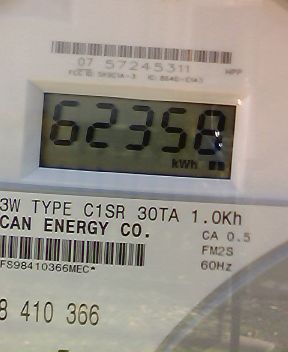 07 57245311
62358
kWh
3W TYPE C1SR 30TA 1.0Kh
CAN ENERGY CO.
CA 0.5
FM2S
60Hz
FS98410366MEC*
8 410 366